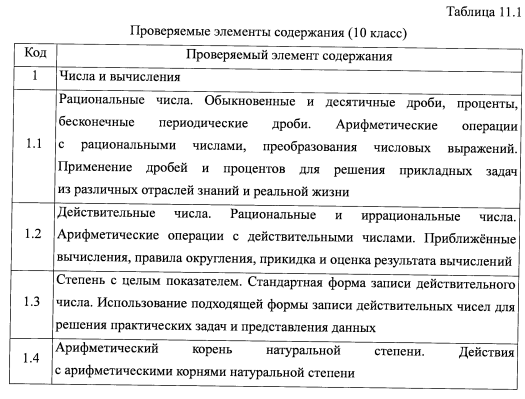 Таблица 11.1
Проверяемые элементы содержания (10 класс)
Код Проверяемый элемент содержания
1 Числа и вычисления
1.1 Рациональные числа. Обыкновенные и десятичные дроби, проценты,
бесконечные периодические дроби. Арифметические операции
с рациональными числами, преобразования числовых выражений.
Применение дробей и процентов для решения прикладных задач
из различных отраслей знаний и реальной жизни
1.2 Действительные числа. Рациональные и иррациональные числа.
Арифметические операции с действительными числами. Приближённые
вычисления, правила округления, прикидка и оценка результата вычислений
1.3 Степень с целым показателем. Стандартная форма записи действительного
числа. Использование подходящей формы записи действительных чисел для
решения практических задач и представления данных
1.4 Арифметический корень натуральной степени. Действия
с арифметическими корнями натуральной степени